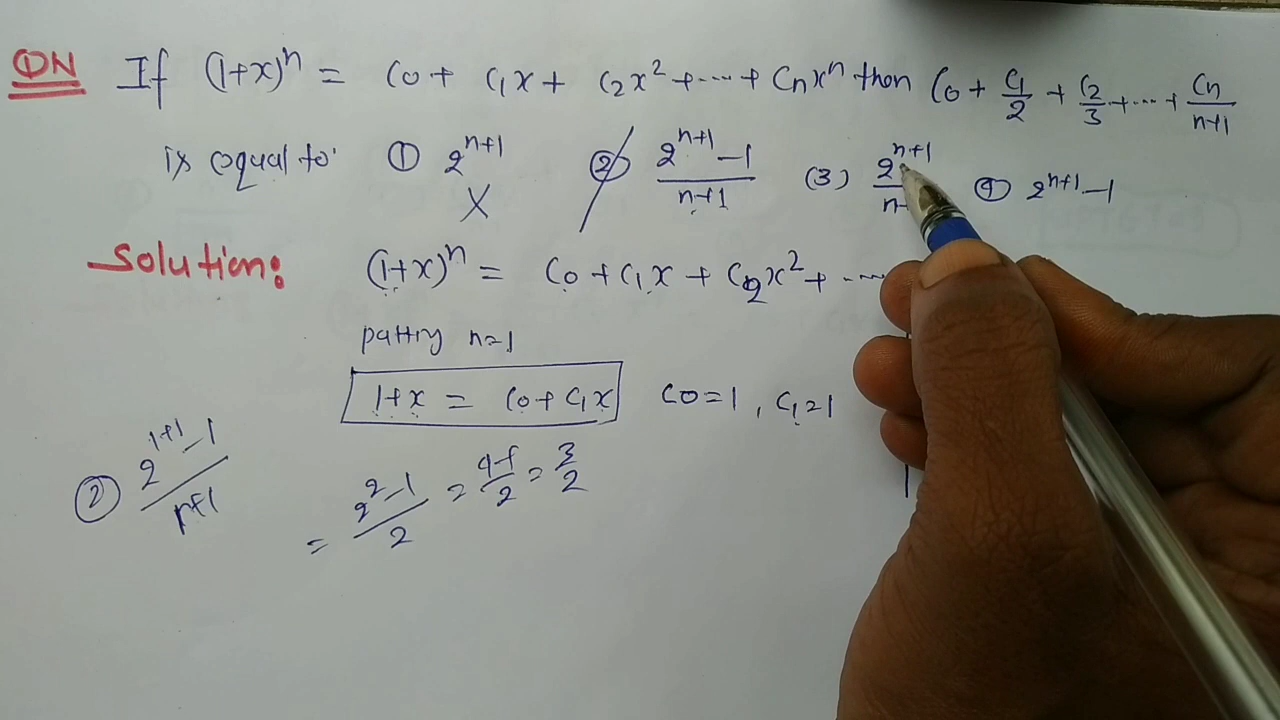 QN If (1+x)^n = C0 + C1x + C2x^2 + ---- + Cnx^n then C0 + C1/2 + C2/3 + --- + Cn/n+1
is equal to: ① 2^n+1 ② 2^n+1 -1/n+1 (3) 2^n+1/n ④ 2^n+1 -1
X
Solution: (1+x)^n = C0 + C1x + C2x^2 + ----
put n=1
1+x = C0 + C1x C0=1, C1=1
② 2^1+1 -1/1+1
= 2^2 -1/2 = 4-1/2 = 3/2